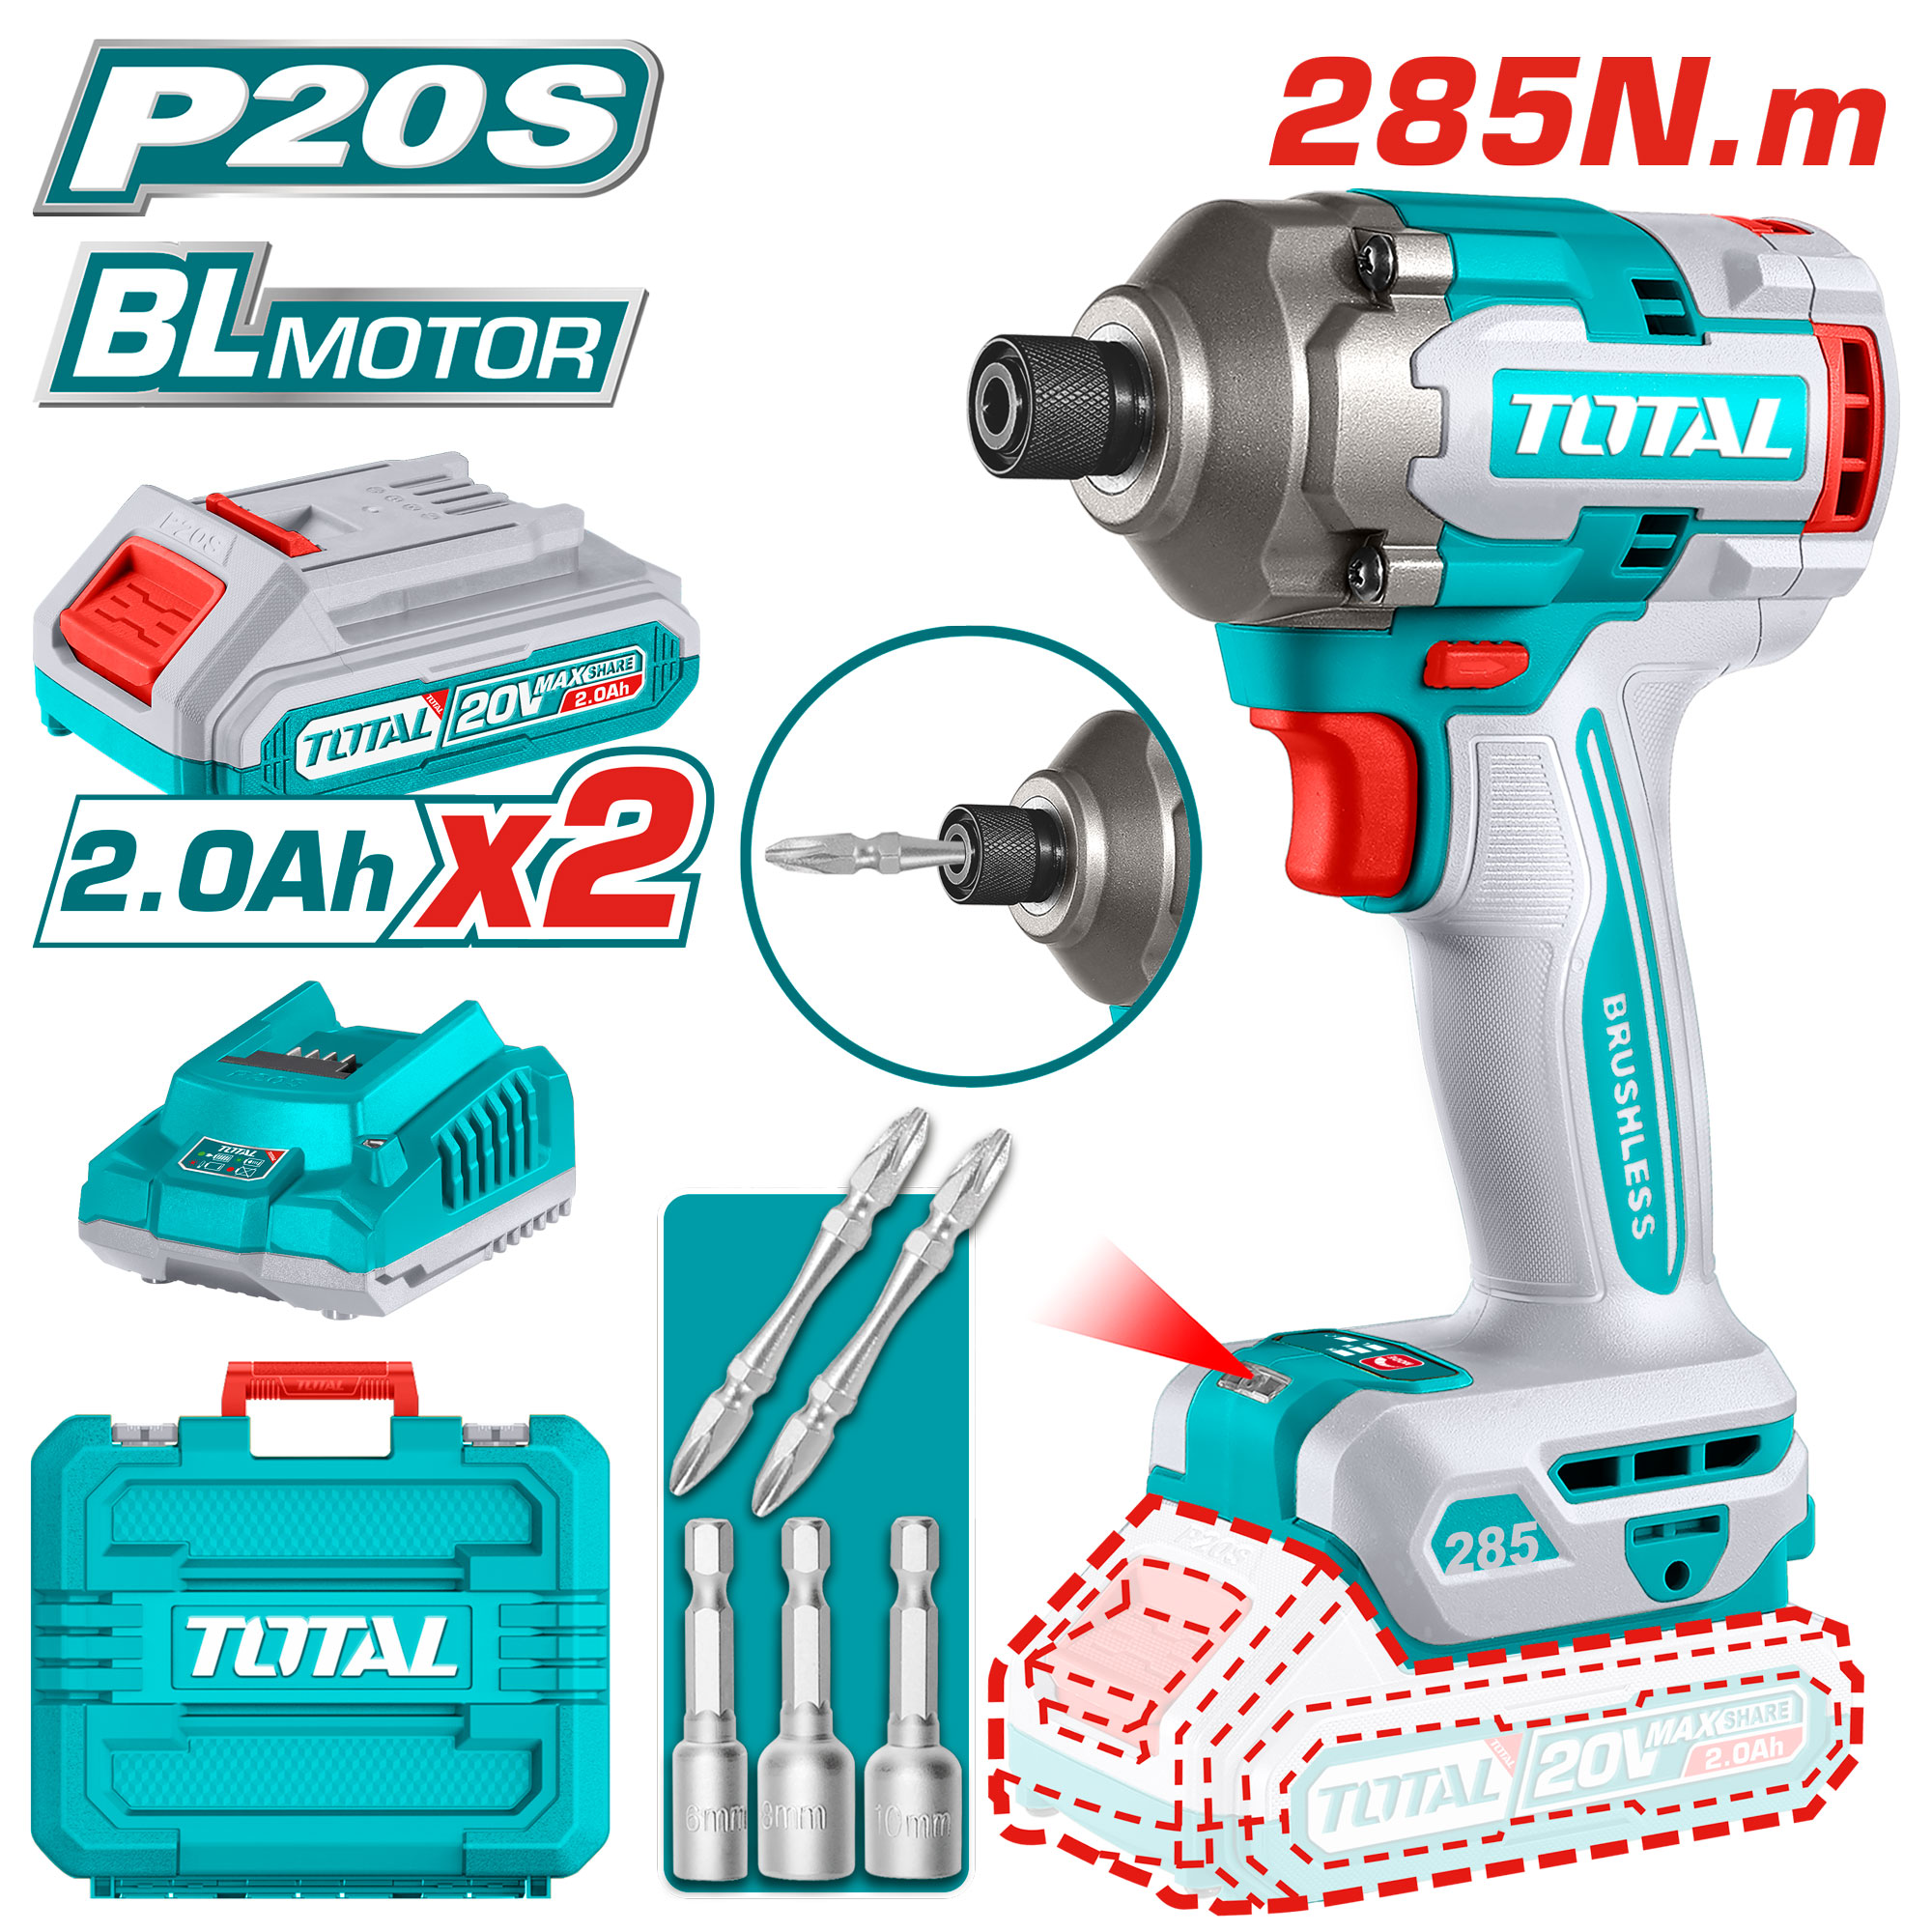 P20S
285N.m
BL MOTOR
TOTAL
P20S
TOTAL TOTAL 20V MAX SHARE 2.0Ah
2.0Ah x2
BRUSHLESS
P20S
TOTAL
TOTAL
TOTAL
6mm 8mm 10mm
285
TOTAL TOTAL 20V MAX SHARE 2.0Ah